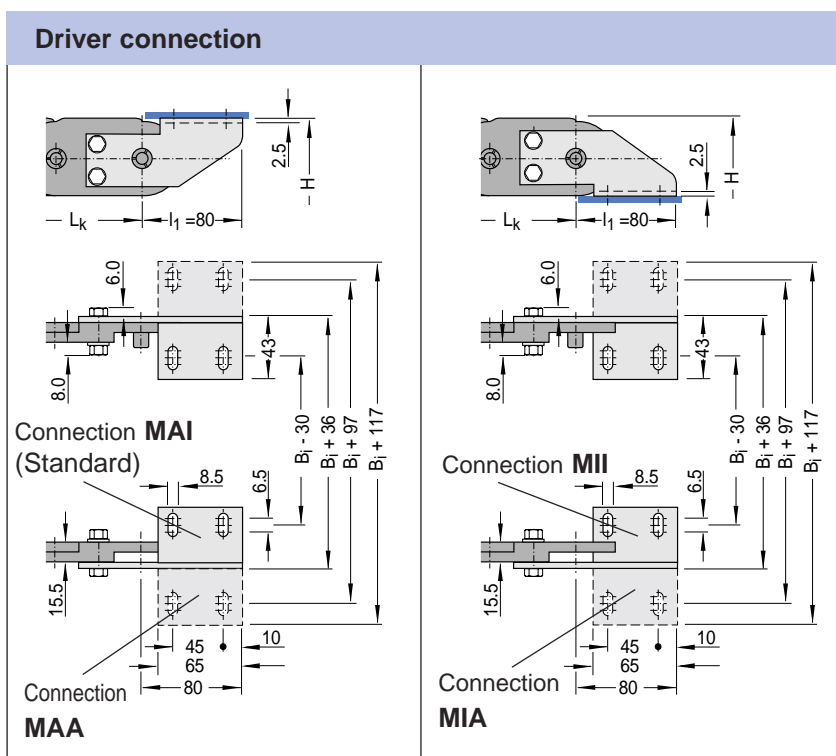 Driver connection
2.5
H
Lk
l1 =80
6.0
43
8.0
Bi - 30
Bi + 36
Bi + 97
Bi + 117
Connection MAI
(Standard)
8.5
6.5
15.5
45
10
65
80
Connection
MAA
2.5
H
Lk
l1 =80
6.0
43
8.0
Bi - 30
Bi + 36
Bi + 97
Bi + 117
Connection MII
8.5
6.5
15.5
45
10
65
80
Connection
MIA